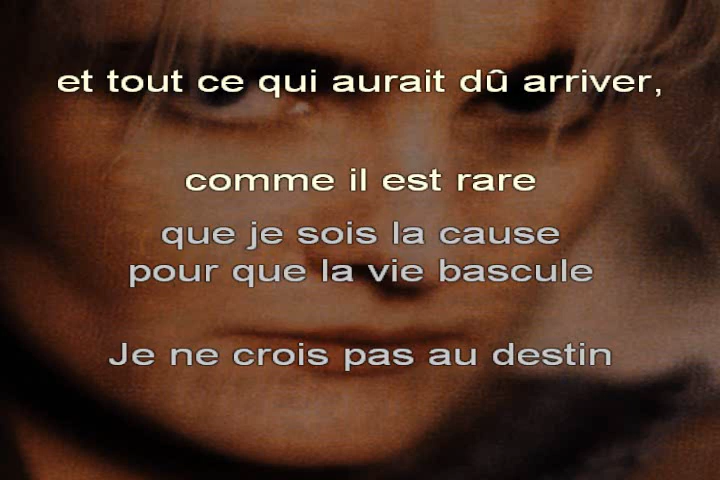 et tout ce qui aurait dû arriver,
comme il est rare
que je sois la cause
pour que la vie bascule
Je ne crois pas au destin